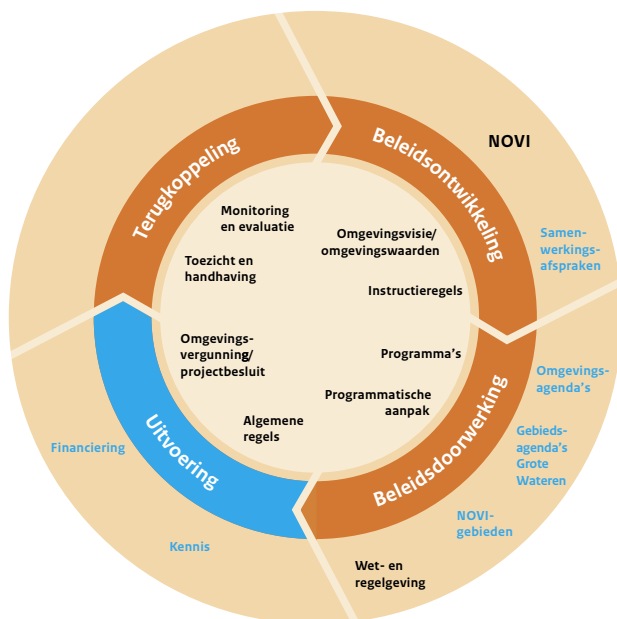 Terugkoppeling
Beleidsontwikkeling
Beleidsdoorwerking
Uitvoering
NOVI
Samen-
werkings-
afspraken
Omgevings-
agenda's
Gebieds-
agenda's
Grote
Wateren
NOVI-
gebieden
Wet- en
regelgeving
Kennis
Financiering
Monitoring
en evaluatie
Toezicht en
handhaving
Omgevings-
vergunning/
projectbesluit
Algemene
regels
Omgevingsvisie/
omgevingswaarden
Instructieregels
Programma's
Programmatische
aanpak